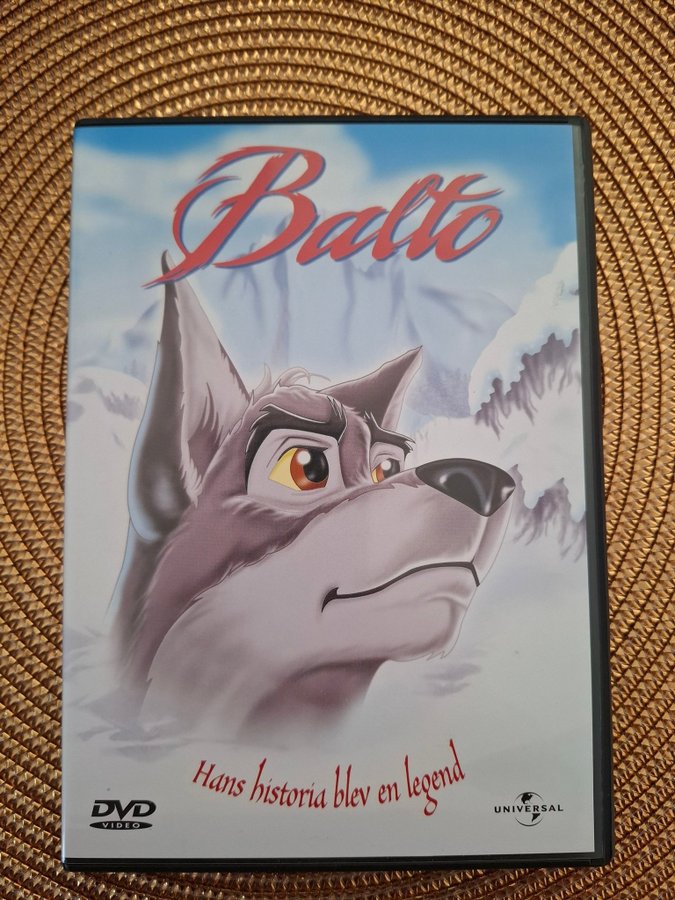 Balto
Hans historia blev en legend
DVD
VIDEO
UNIVERSAL